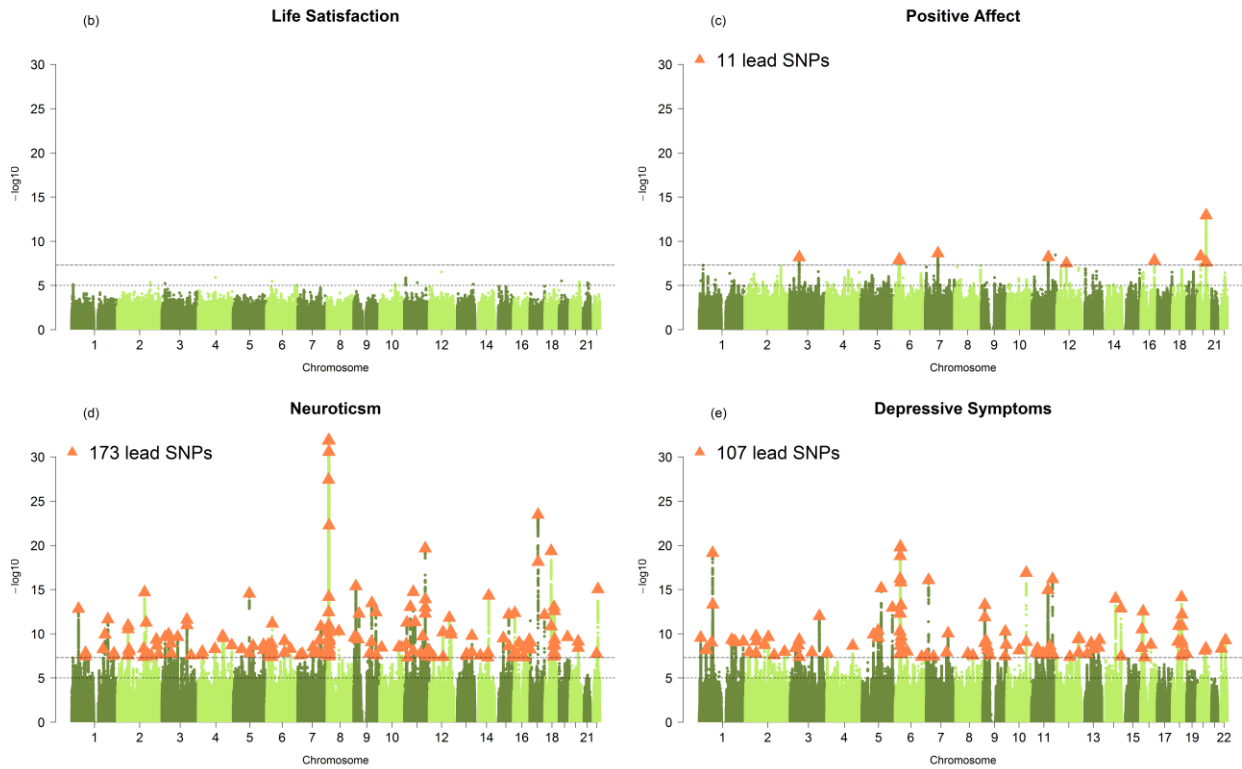 (b) Life Satisfaction
30
25
20
15
10
5
0
−log10
1 2 3 4 5 6 7 8 9 10 12 14 16 18 21
Chromosome
(c) Positive Affect
11 lead SNPs
30
25
20
15
10
5
0
−log10
1 2 3 4 5 6 7 8 9 10 12 14 16 18 21
Chromosome
(d) Neuroticsm
173 lead SNPs
30
25
20
15
10
5
0
−log10
1 2 3 4 5 6 7 8 9 10 11 12 14 16 18 21
Chromosome
(e) Depressive Symptoms
107 lead SNPs
30
25
20
15
10
5
0
−log10
1 2 3 4 5 6 7 8 9 10 11 13 15 17 19 22
Chromosome